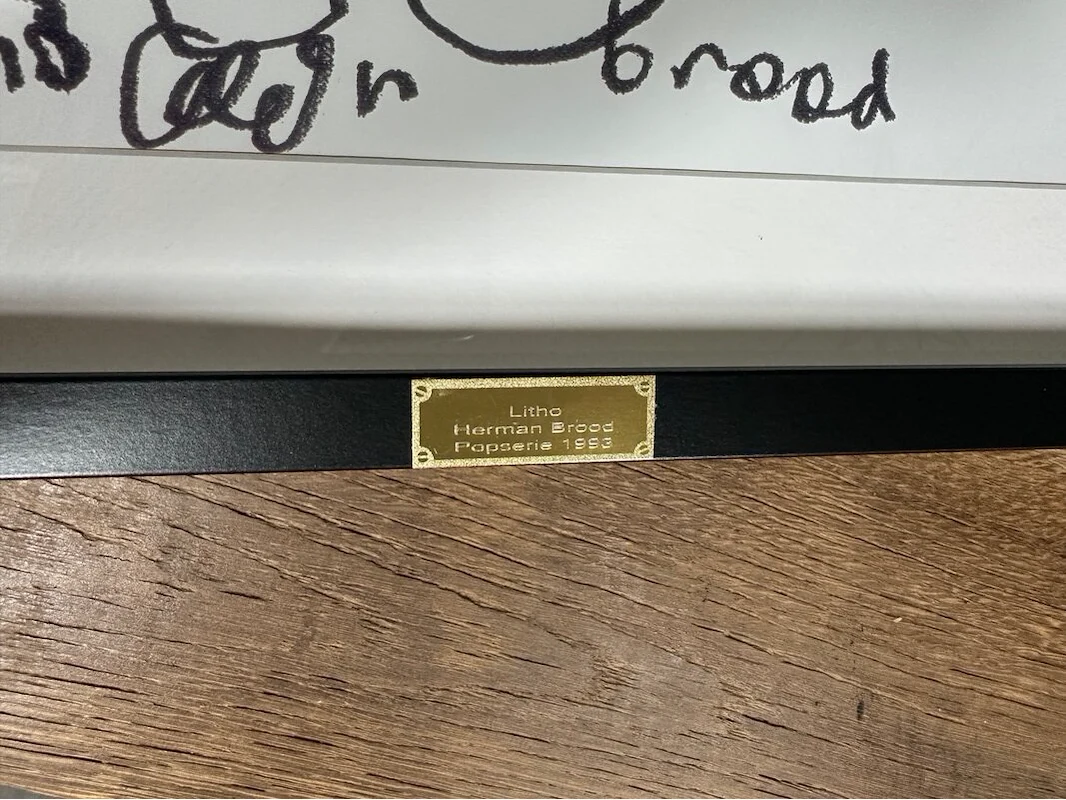 n brood
Litho
Herman Brood
Popserie 1993